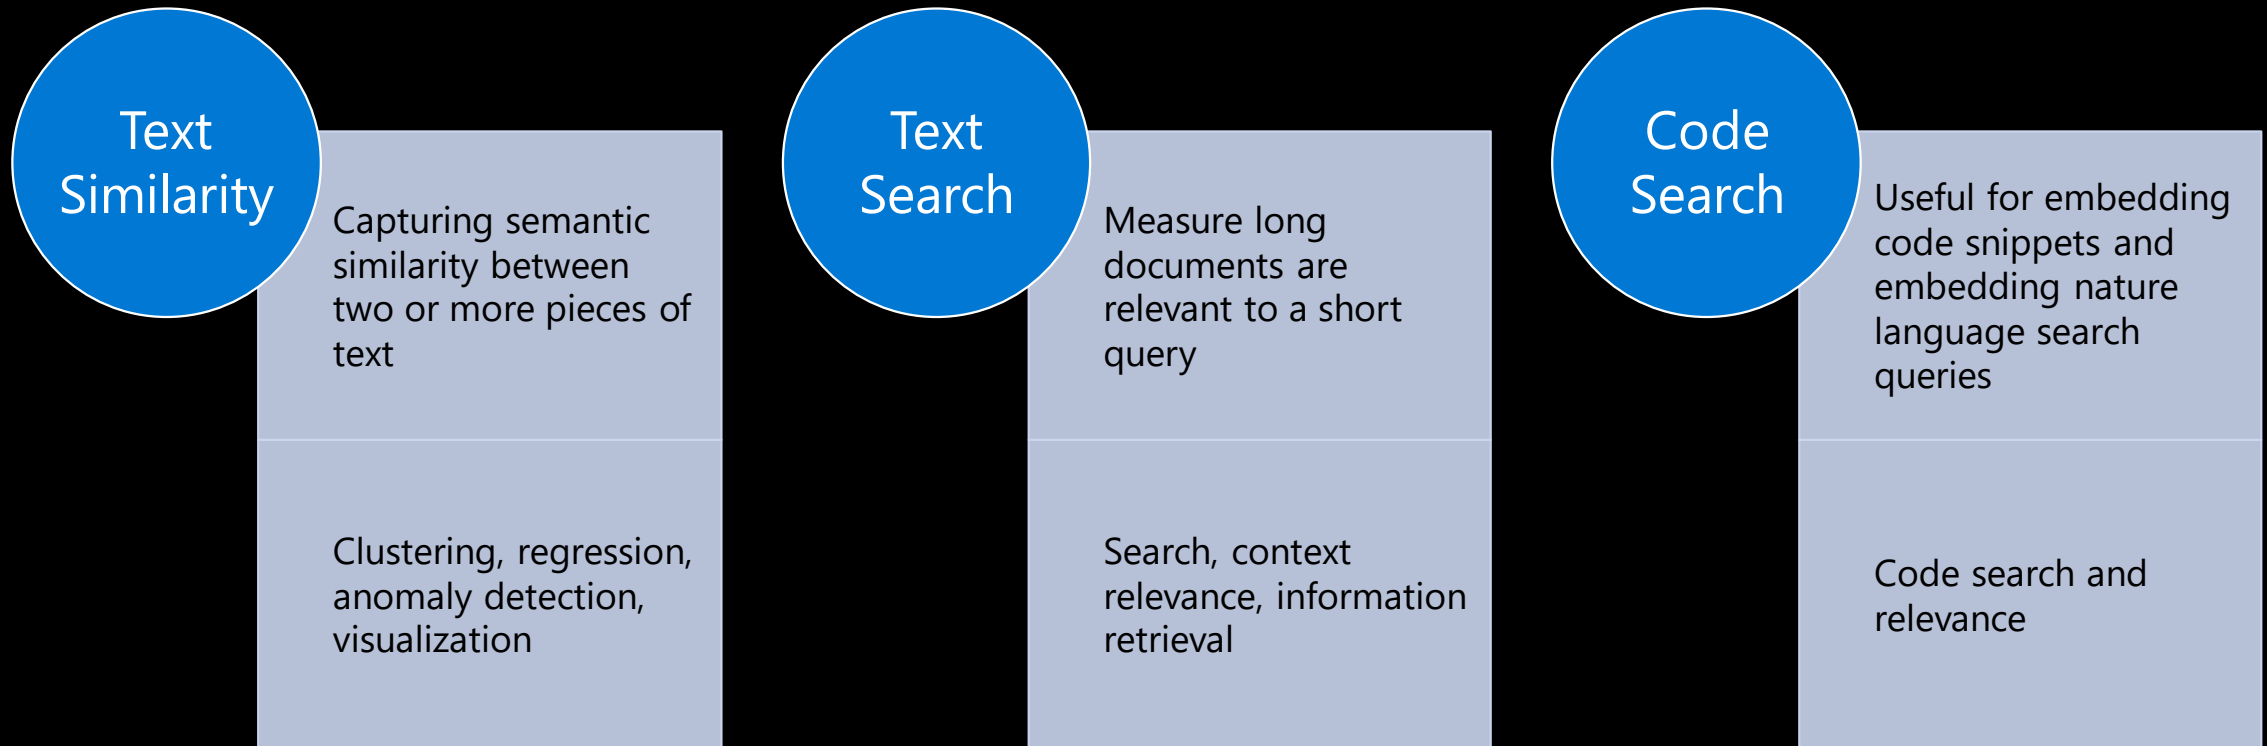 Text
Similarity
Capturing semantic
similarity between
two or more pieces of
text
Clustering, regression,
anomaly detection,
visualization
Text
Search
Measure long
documents are
relevant to a short
query
Search, context
relevance, information
retrieval
Code
Search
Useful for embedding
code snippets and
embedding nature
language search
queries
Code search and
relevance